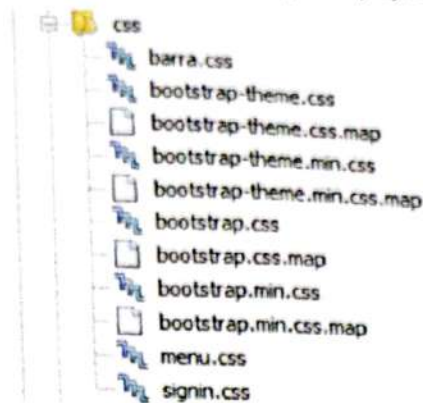 css
barra.css
bootstrap-theme.css
bootstrap-theme.css.map
bootstrap-theme.min.css
bootstrap-theme.min.css.map
bootstrap.css
bootstrap.css.map
bootstrap.min.css
bootstrap.min.css.map
menu.css
signin.css